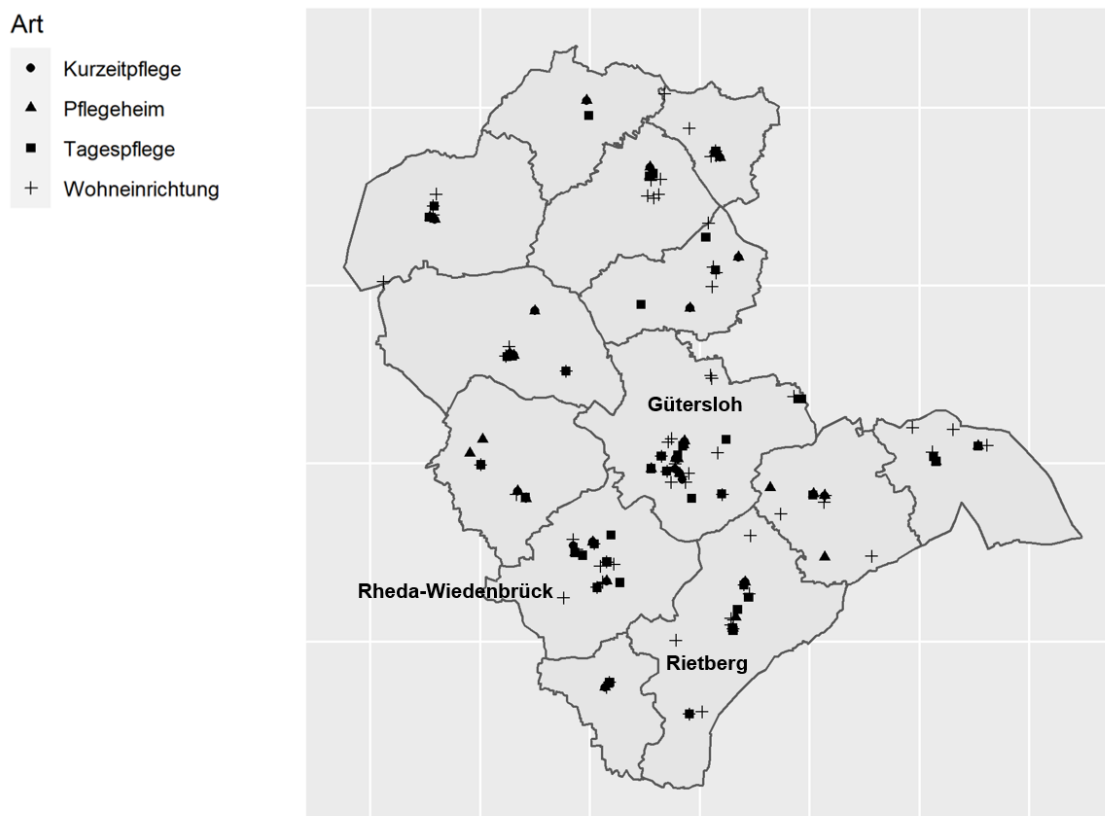 Art
Kurzeitpflege
Pflegeheim
Tagespflege
Wohneinrichtung
Gütersloh
Rheda-Wiedenbrück
Rietberg